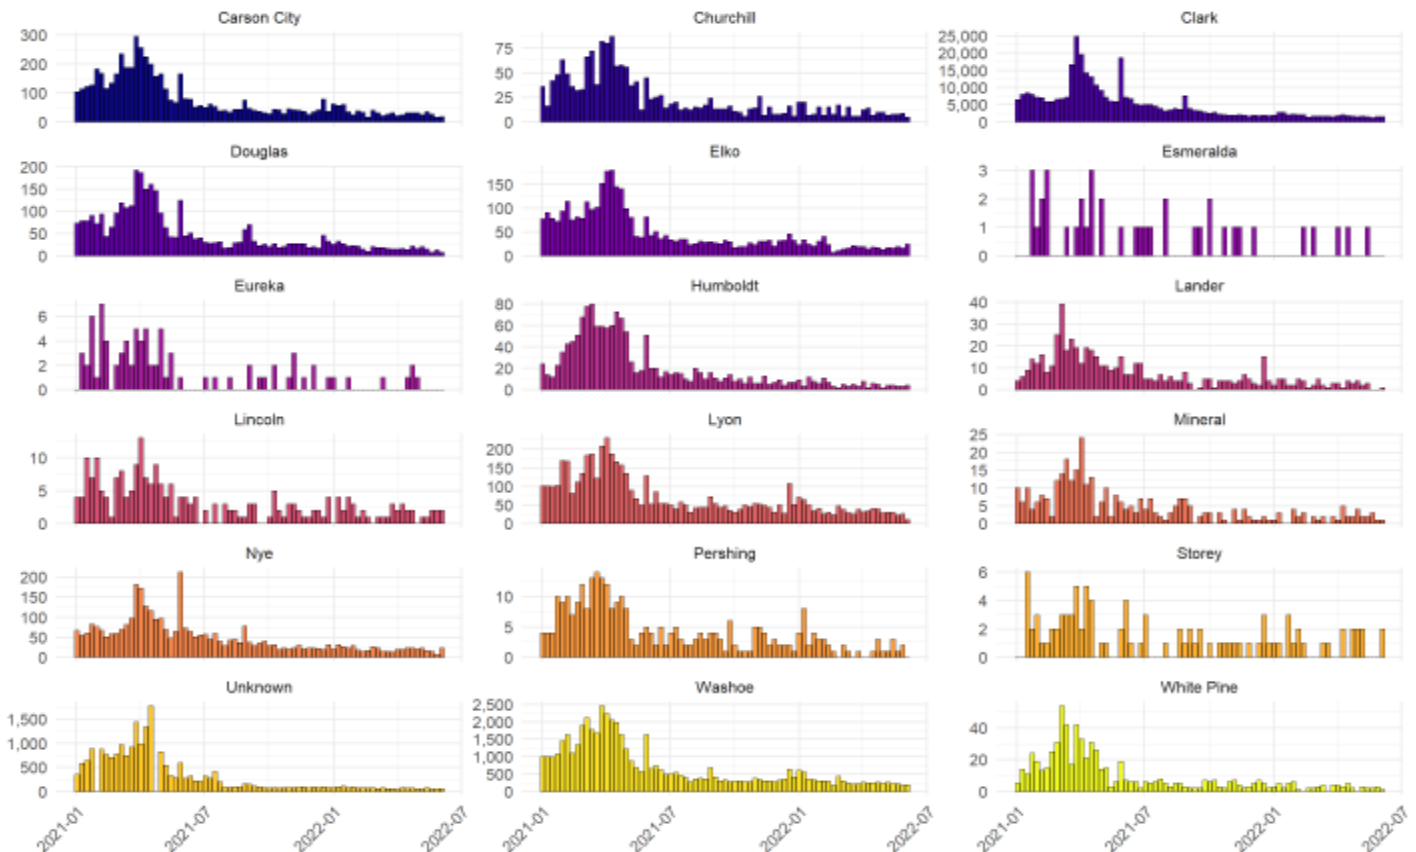 Carson City Churchill Clark
300 75 25,000
200 50 20,000
100 25 15,000
0 0 10,000
5,000
0
Douglas Elko Esmeralda
200 150 3
150 100 2
100 50 1
50 0 0
0
Eureka Humboldt Lander
6 80 40
4 60 30
2 40 20
0 20 10
0 0
Lincoln Lyon Mineral
10 200 25
5 150 20
0 100 15
50 10
0 5
0
Nye Pershing Storey
200 10 6
150 5 4
100 0 2
50 0
0
Unknown Washoe White Pine
1,500 2,500 40
1,000 2,000 20
500 1,500 0
0 1,000
500
0
2021-01 2021-07 2022-01 2022-07 2021-01 2021-07 2022-01 2022-07 2021-01 2021-07 2022-01 2022-07